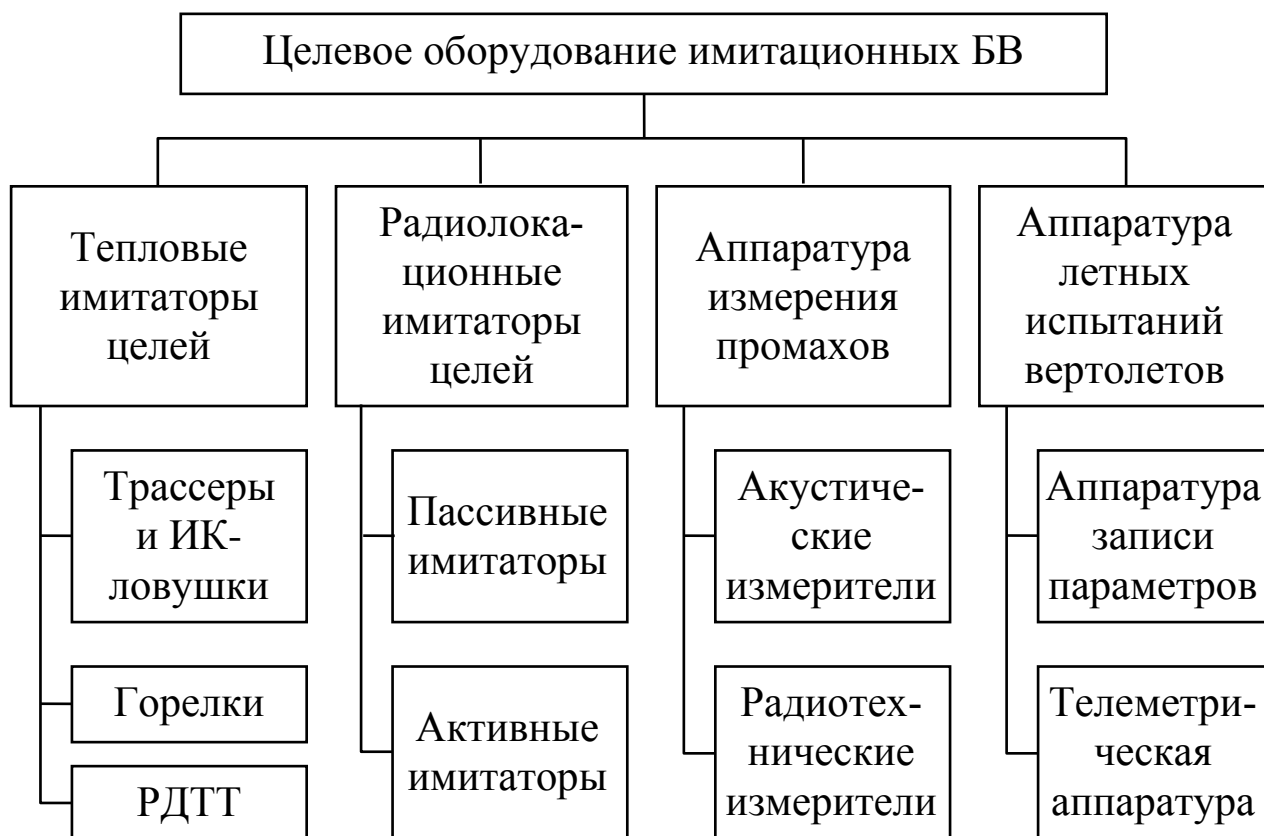 Целевое оборудование имитационных БВ
Тепловые
имитаторы
целей
Радиолока-
ционные
имитаторы
целей
Аппаратура
измерения
промахов
Аппаратура
летных
испытаний
вертолетов
Трассеры
и ИК-
ловушки
Горелки
РДТТ
Пассивные
имитаторы
Активные
имитаторы
Акустиче-
ские
измерители
Радиотех-
нические
измерители
Аппаратура
записи
параметров
Телеметри-
ческая
аппаратура